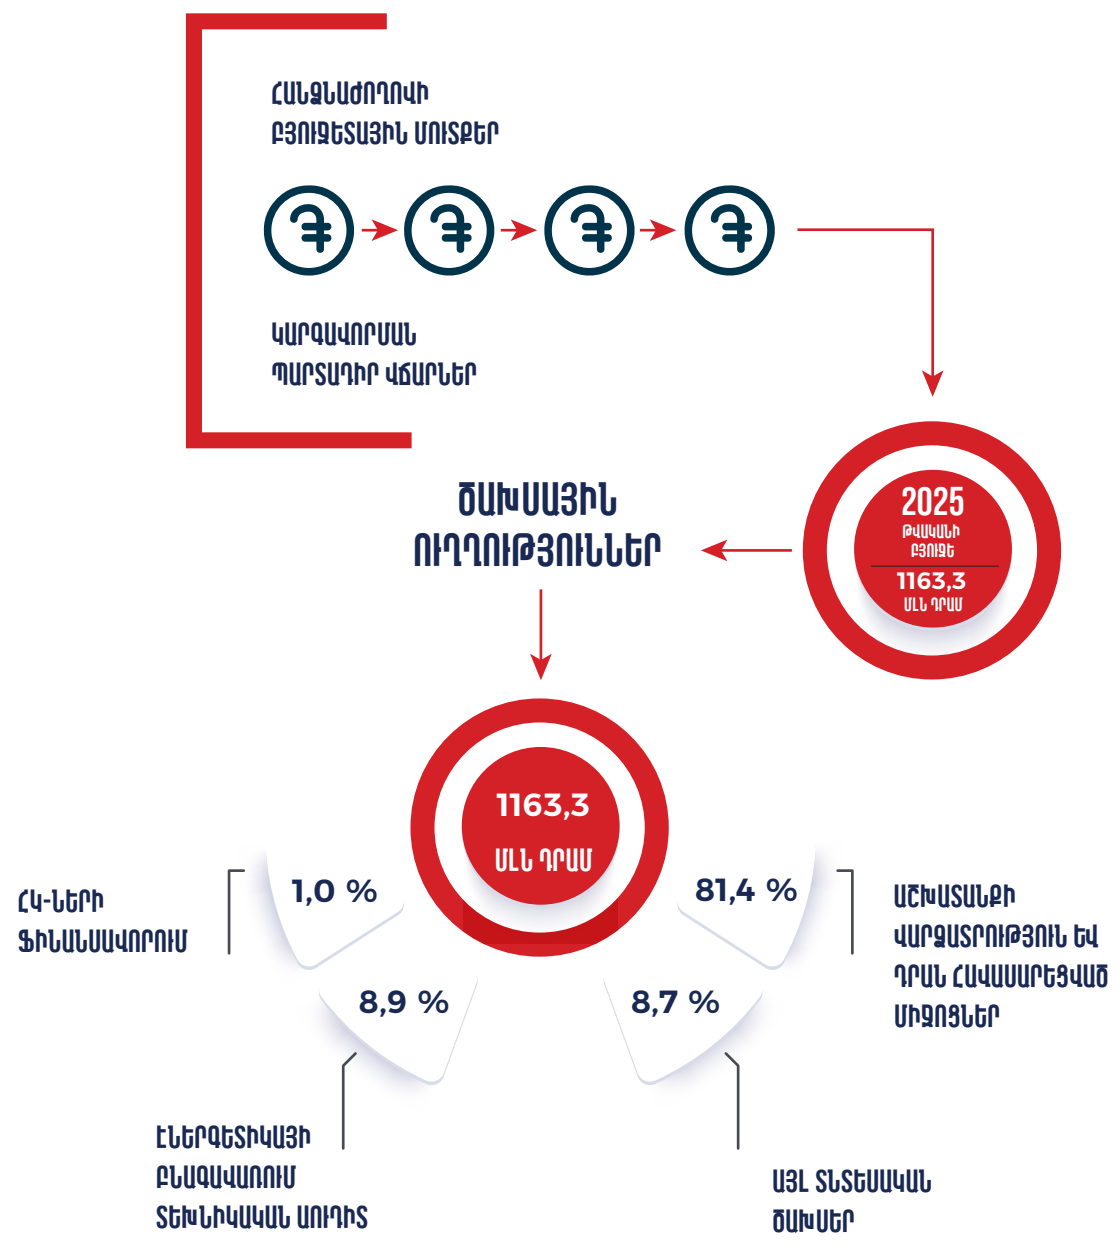 ՀԱՆՁՆԱԺՈՂՈՎԻ
ԲՅՈՒՋԵՏԱՅԻՆ ՄՈՒՏՔԵՐ
ԿԱՐԳԱՎՈՐՄԱՆ
ՊԱՐՏԱԴԻՐ ՎՃԱՐՆԵՐ
2025
ԹՎԱԿԱՆԻ
ԲՅՈՒՋԵ
1163,3
ՄԼՆ ԴՐԱՄ
ԾԱԽՍԱՅԻՆ
ՈՒՂՂՈՒԹՅՈՒՆՆԵՐ
1163,3
ՄԼՆ ԴՐԱՄ
1,0 %
81,4 %
8,9 %
8,7 %
ՀԿ-ՆԵՐԻ
ՖԻՆԱՆՍԱՎՈՐՈՒՄ
ԱՇԽԱՏԱՆՔԻ
ՎԱՐՁԱՏՐՈՒԹՅՈՒՆ ԵՎ
ԴՐԱՆ ՀԱՎԱՍԱՐԵՑՎԱԾ
ՄԻՋՈՑՆԵՐ
ԷՆԵՐԳԵՏԻԿԱՅԻ
ԲՆԱԳԱՎԱՌՈՒՄ
ՏԵԽՆԻԿԱԿԱՆ ԱՈՒԴԻՏ
ԱՅԼ ՏՆՏԵՍԱԿԱՆ
ԾԱԽՍԵՐ